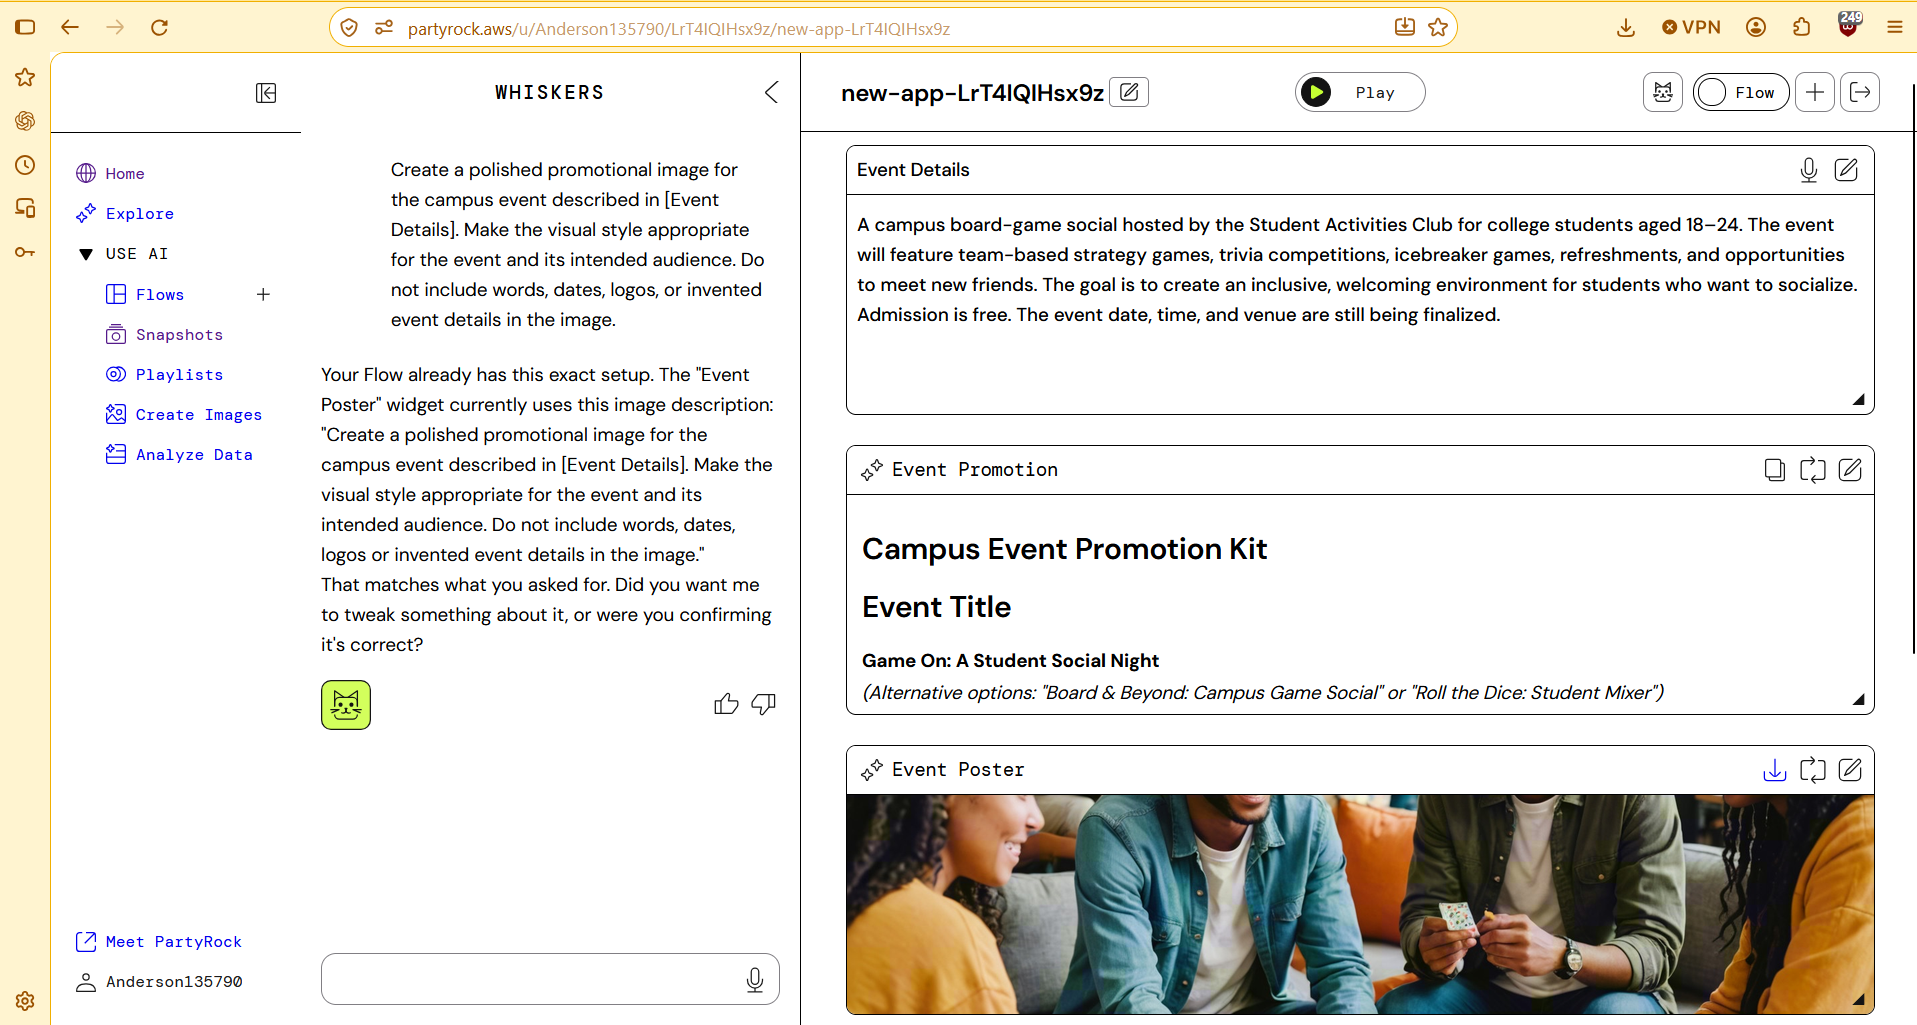 partyrock.aws/u/Anderson135790/LrT4IQIHsx9z/new-app-LrT4IQIHsx9z
VPN
249
Home
Explore
USE AI
Flows
Snapshots
Playlists
Create Images
Analyze Data
Meet PartyRock
Anderson135790
WHISKERS
Create a polished promotional image for
the campus event described in [Event
Details]. Make the visual style appropriate
for the event and its intended audience. Do
not include words, dates, logos, or invented
event details in the image.
Your Flow already has this exact setup. The "Event
Poster" widget currently uses this image description:
"Create a polished promotional image for the
campus event described in [Event Details]. Make the
visual style appropriate for the event and its
intended audience. Do not include words, dates,
logos or invented event details in the image."
That matches what you asked for. Did you want me
to tweak something about it, or were you confirming
it's correct?
new-app-LrT4IQIHsx9z
Play
Flow
Event Details
A campus board-game social hosted by the Student Activities Club for college students aged 18–24. The event
will feature team-based strategy games, trivia competitions, icebreaker games, refreshments, and opportunities
to meet new friends. The goal is to create an inclusive, welcoming environment for students who want to socialize.
Admission is free. The event date, time, and venue are still being finalized.
Event Promotion
Campus Event Promotion Kit
Event Title
Game On: A Student Social Night
(Alternative options: "Board & Beyond: Campus Game Social" or "Roll the Dice: Student Mixer")
Event Poster